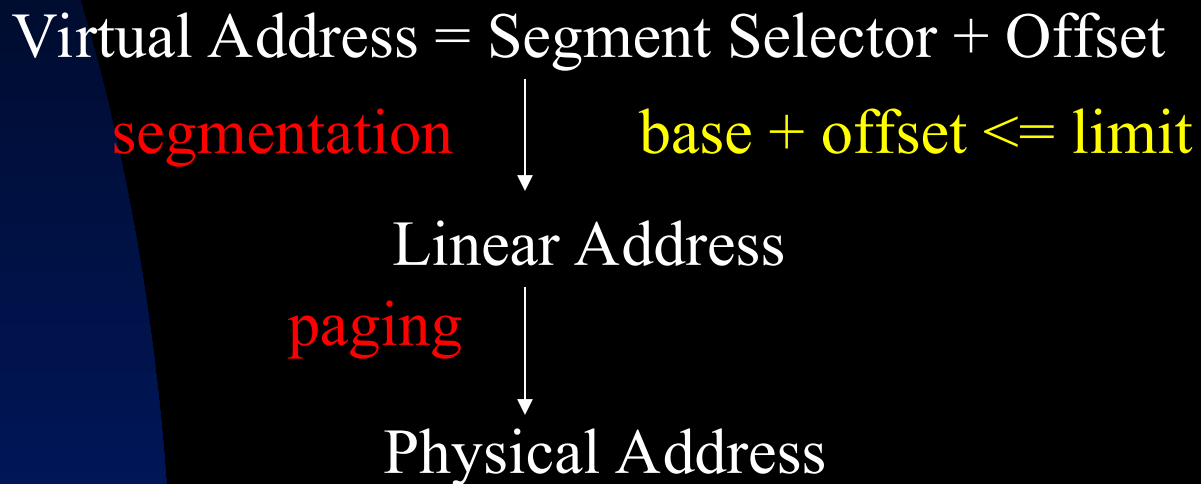 Virtual Address = Segment Selector + Offset
segmentation
base + offset <= limit
Linear Address
paging
Physical Address